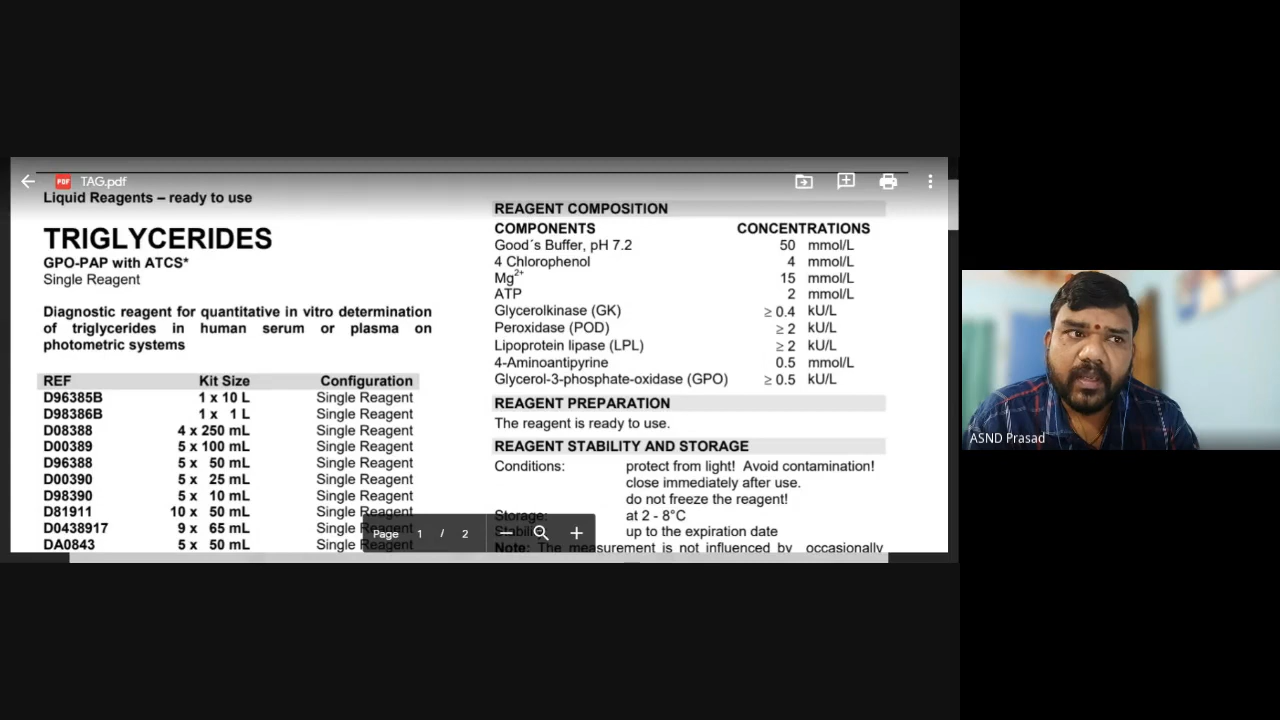 TAG.pdf
Liquid Reagents – ready to use
TRIGLYCERIDES
GPO-PAP with ATCS*
Single Reagent
Diagnostic reagent for quantitative in vitro determination
of triglycerides in human serum or plasma on
photometric systems
REF Kit Size Configuration
D96385B 1 x 10 L Single Reagent
D98386B 1 x 1 L Single Reagent
D08388 4 x 250 mL Single Reagent
D00389 5 x 100 mL Single Reagent
D96388 5 x 50 mL Single Reagent
D00390 5 x 25 mL Single Reagent
D98390 5 x 10 mL Single Reagent
D81911 10 x 50 mL Single Reagent
D0438917 9 x 65 mL Single Reagent
DA0843 5 x 50 mL Single Reagent
REAGENT COMPOSITION
COMPONENTS CONCENTRATIONS
Good´s Buffer, pH 7.2 50 mmol/L
4 Chlorophenol 4 mmol/L
Mg2+ 15 mmol/L
ATP 2 mmol/L
Glycerolkinase (GK) ≥ 0.4 kU/L
Peroxidase (POD) ≥ 2 kU/L
Lipoprotein lipase (LPL) ≥ 2 kU/L
4-Aminoantipyrine 0.5 mmol/L
Glycerol-3-phosphate-oxidase (GPO) ≥ 0.5 kU/L
REAGENT PREPARATION
The reagent is ready to use.
REAGENT STABILITY AND STORAGE
Conditions: protect from light! Avoid contamination!
close immediately after use.
do not freeze the reagent!
Storage: at 2 - 8°C
up to the expiration date
Note: The measurement is not influenced by occasionally
Page 1 / 2
ASND Prasad